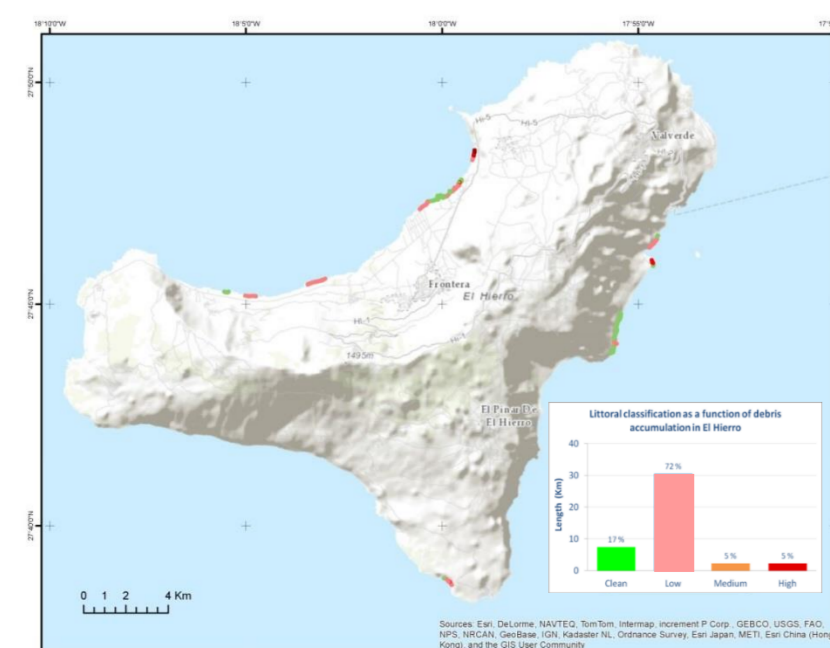 18°10'0"W
18°5'0"W
18°0'0"W
17°55'0"W
27°50'0"N
27°45'0"N
27°40'0"N
HI-5
HI-5
Valverde
Frontera
El Hierro
HI-1
HI-1
1495m
El Pinar De
El Hierro
Littoral classification as a function of debris
accumulation in El Hierro
Length (Km)
40
30
20
10
0
17 %
72 %
5 %
5 %
Clean
Low
Medium
High
0 1 2 4 Km
Sources: Esri, DeLorme, NAVTEQ, TomTom, Intermap, increment P Corp., GEBCO, USGS, FAO,
NPS, NRCAN, GeoBase, IGN, Kadaster NL, Ordnance Survey, Esri Japan, METI, Esri China (Hong
Kong), and the GIS User Community